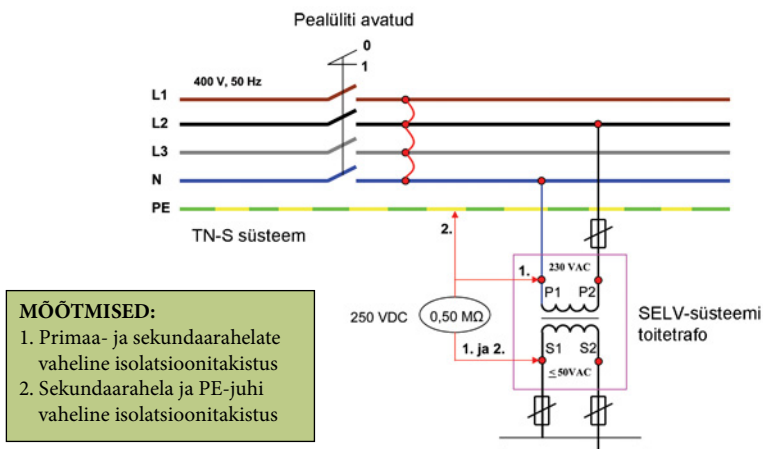 Pealüliti avatud
0
1
400 V, 50 Hz
L1
L2
L3
N
PE
TN-S süsteem
2.
1.
230 VAC
P1 P2
250 VDC
0,50 MΩ
SELV-süsteemi
toitetrafo
1. ja 2.
S1 S2
≤ 50VAC
MÕÕTMISED:
1. Primaa- ja sekundaarahelate
vaheline isolatsioonitakistus
2. Sekundaarahela ja PE-juhi
vaheline isolatsioonitakistus